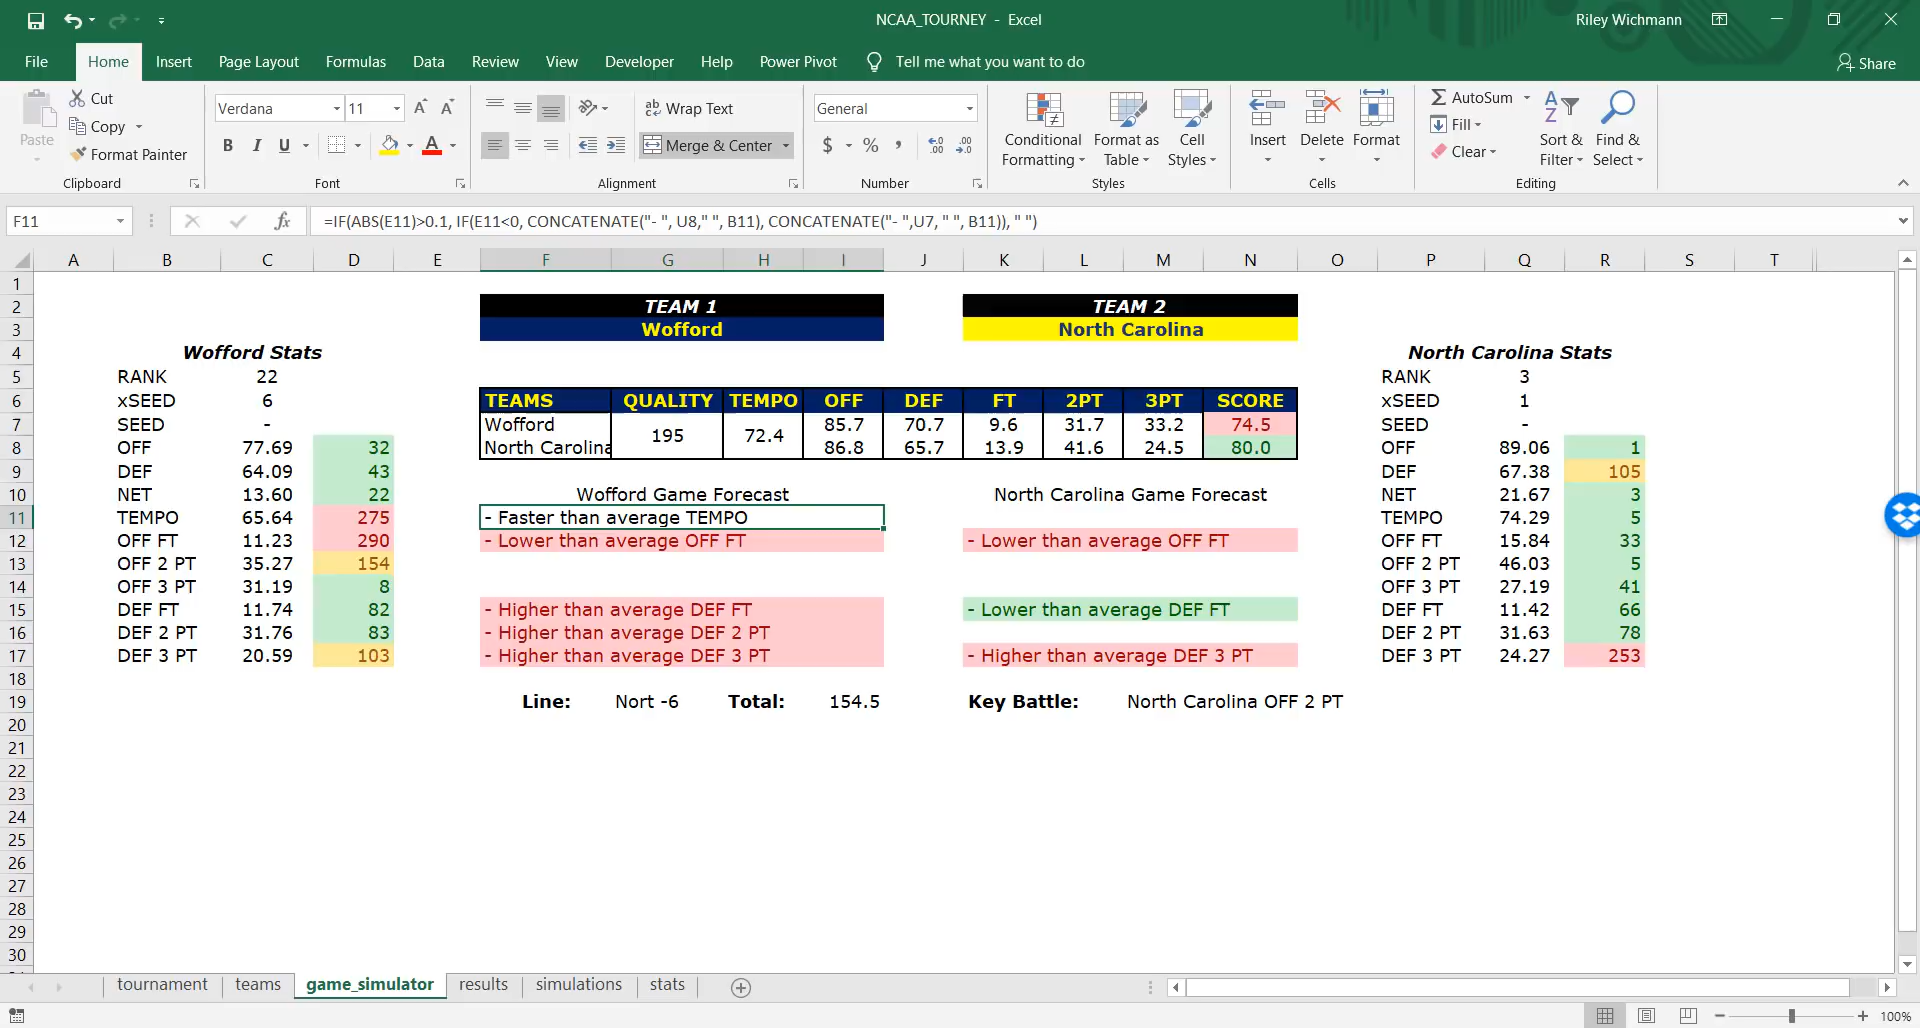 NCAA_TOURNEY - Excel
Riley Wichmann
File Home Insert Page Layout Formulas Data Review View Developer Help Power Pivot Tell me what you want to do
Share
Paste
Cut
Copy
Format Painter
Clipboard
Verdana 11
B I U A
Font
Wrap Text
Merge & Center
Alignment
General
$ % ,
Number
Conditional Formatting
Format as Table
Cell Styles
Styles
Insert
Delete
Format
Cells
AutoSum
Fill
Clear
Sort & Filter
Find & Select
Editing
F11
fx
=IF(ABS(E11)>0.1, IF(E11<0, CONCATENATE("- ", U8," ", B11), CONCATENATE("- ",U7, " ", B11)), " ")
A B C D E F G H I J K L M N O P Q R S T
1
2 TEAM 1 TEAM 2
3 Wofford North Carolina
4 Wofford Stats North Carolina Stats
5 RANK 22 RANK 3
6 xSEED 6 TEAMS QUALITY TEMPO OFF DEF FT 2PT 3PT SCORE xSEED 1
7 SEED - Wofford 195 72.4 85.7 70.7 9.6 31.7 33.2 74.5 SEED -
8 OFF 77.69 32 North Carolina 86.8 65.7 13.9 41.6 24.5 80.0 OFF 89.06 1
9 DEF 64.09 43 DEF 67.38 105
10 NET 13.60 22 Wofford Game Forecast North Carolina Game Forecast NET 21.67 3
11 TEMPO 65.64 275 - Faster than average TEMPO TEMPO 74.29 5
12 OFF FT 11.23 290 - Lower than average OFF FT - Lower than average OFF FT OFF FT 15.84 33
13 OFF 2 PT 35.27 154 OFF 2 PT 46.03 5
14 OFF 3 PT 31.19 8 OFF 3 PT 27.19 41
15 DEF FT 11.74 82 - Higher than average DEF FT - Lower than average DEF FT DEF FT 11.42 66
16 DEF 2 PT 31.76 83 - Higher than average DEF 2 PT DEF 2 PT 31.63 78
17 DEF 3 PT 20.59 103 - Higher than average DEF 3 PT - Higher than average DEF 3 PT DEF 3 PT 24.27 253
18
19 Line: Nort -6 Total: 154.5 Key Battle: North Carolina OFF 2 PT
20
21
22
23
24
25
26
27
28
29
30
tournament teams game_simulator results simulations stats
100%